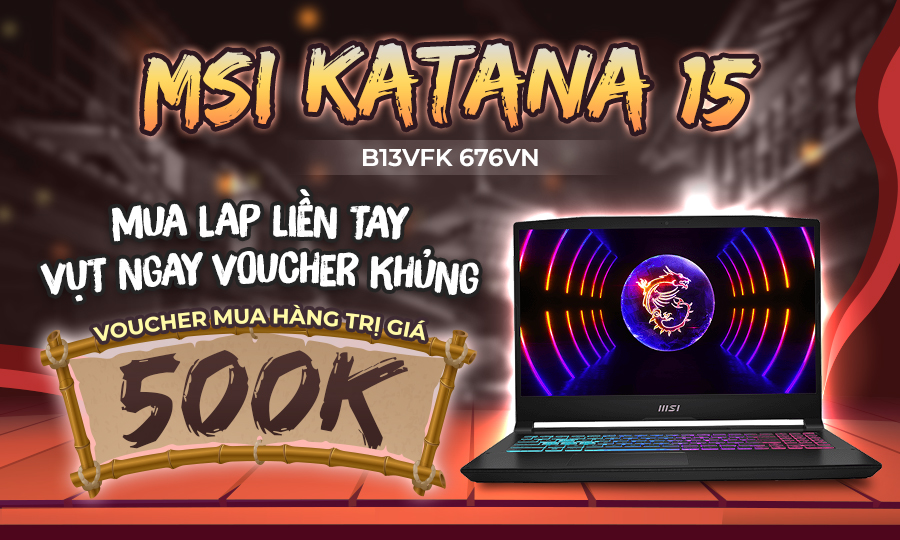 MSI KATANA 15
B13VFK 676VN
MUA LAP LIỀN TAY
VỤT NGAY VOUCHER KHỦNG
VOUCHER MUA HÀNG TRỊ GIÁ
500K
msi